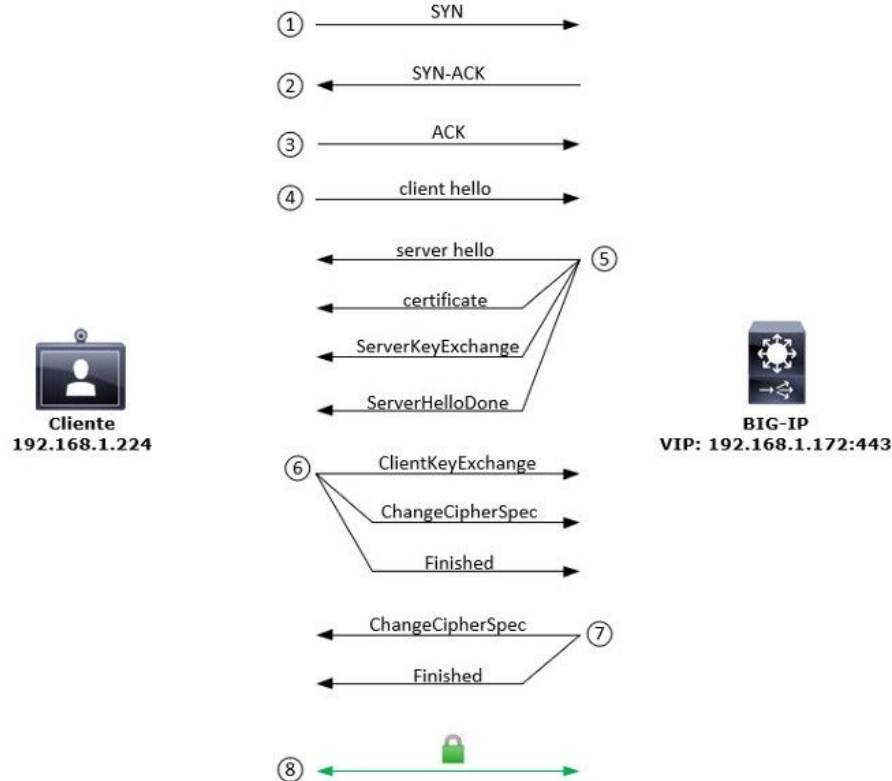 ① SYN
② SYN-ACK
③ ACK
④ client hello
server hello ⑤
certificate
ServerKeyExchange
ServerHelloDone
Cliente
192.168.1.224
BIG-IP
VIP: 192.168.1.172:443
⑥ ClientKeyExchange
ChangeCipherSpec
Finished
ChangeCipherSpec ⑦
Finished
⑧